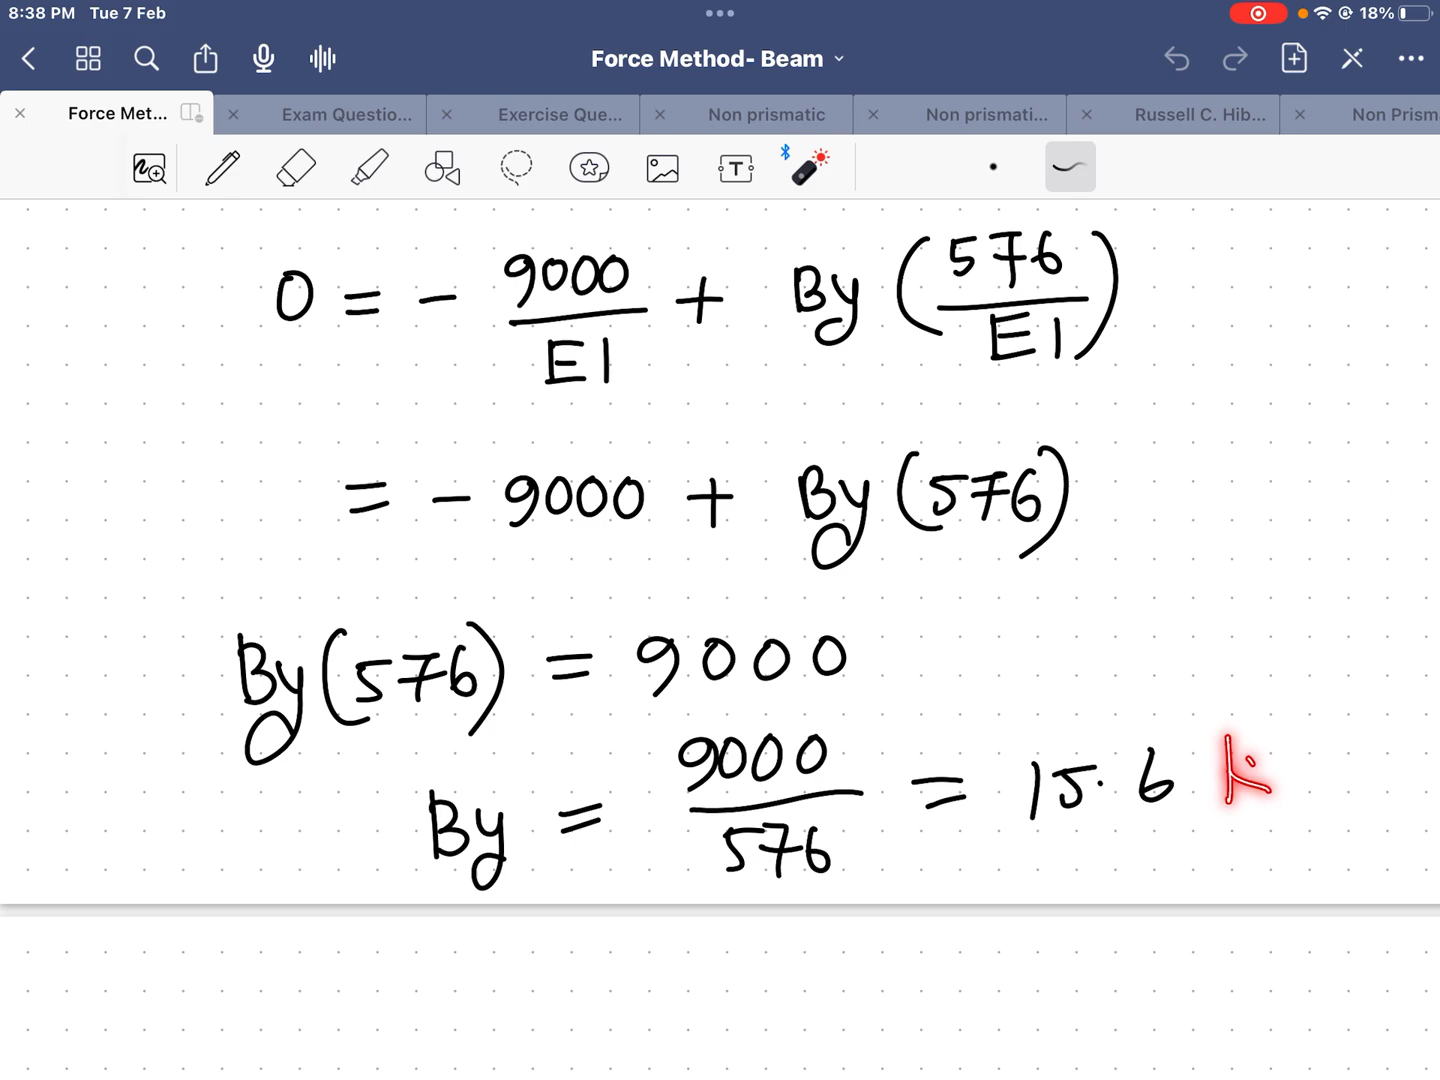 8:38 PM Tue 7 Feb
18%
Force Method- Beam
Force Met...
Exam Questio...
Exercise Que...
Non prismatic
Non prismati...
Russell C. Hib...
Non Prism
T
0 = - 9000/EI + By (576/EI)
= - 9000 + By (576)
By (576) = 9000
By = 9000/576 = 15.6 k